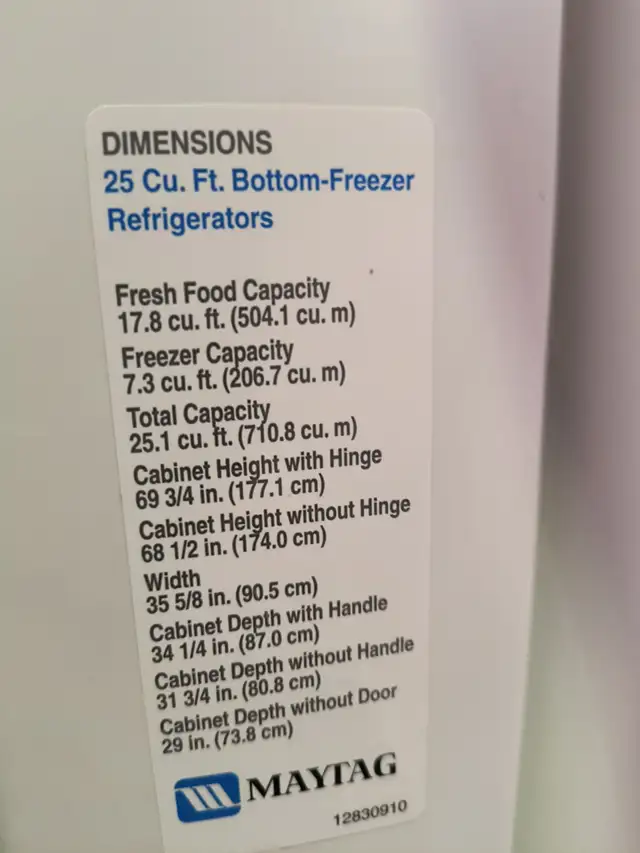 DIMENSIONS
25 Cu. Ft. Bottom-Freezer
Refrigerators
Fresh Food Capacity
17.8 cu. ft. (504.1 cu. m)
Freezer Capacity
7.3 cu. ft. (206.7 cu. m)
Total Capacity
25.1 cu. ft. (710.8 cu. m)
Cabinet Height with Hinge
69 3/4 in. (177.1 cm)
Cabinet Height without Hinge
68 1/2 in. (174.0 cm)
Width
35 5/8 in. (90.5 cm)
Cabinet Depth with Handle
34 1/4 in. (87.0 cm)
Cabinet Depth without Handle
31 3/4 in. (80.8 cm)
Cabinet Depth without Door
29 in. (73.8 cm)
MAYTAG
12830910